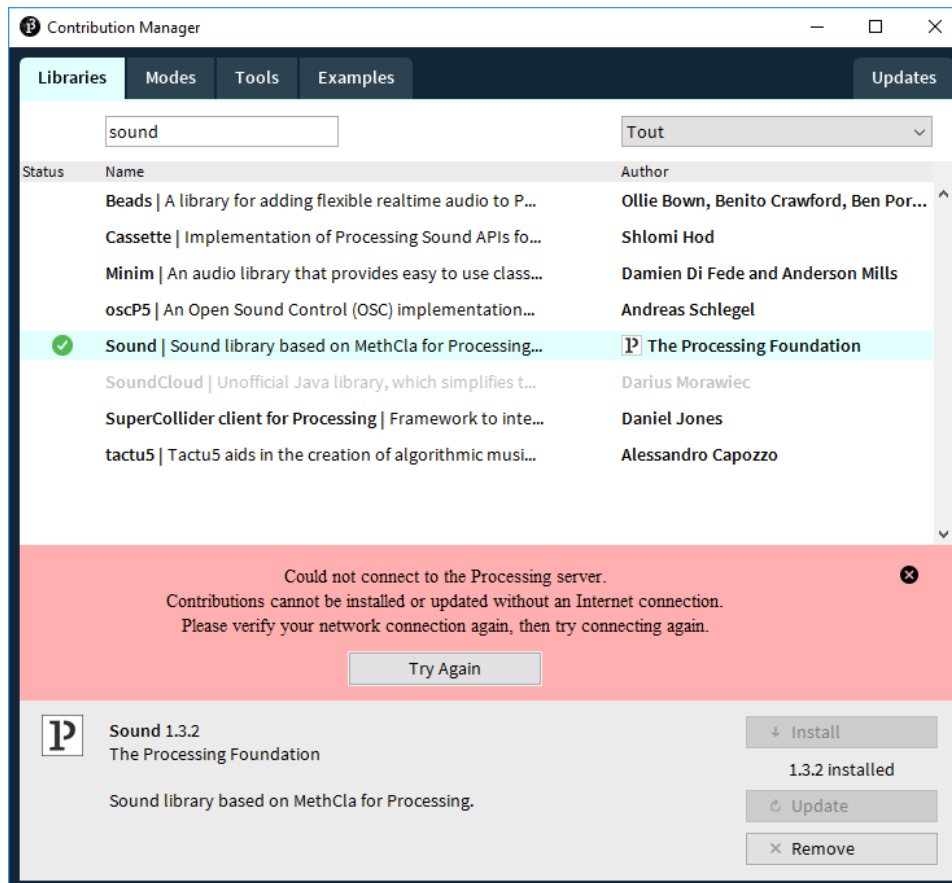 Contribution Manager
Libraries Modes Tools Examples Updates
sound Tout
Status Name Author
Beads | A library for adding flexible realtime audio to P... Ollie Bown, Benito Crawford, Ben Por...
Cassette | Implementation of Processing Sound APIs fo... Shlomi Hod
Minim | An audio library that provides easy to use class... Damien Di Fede and Anderson Mills
oscP5 | An Open Sound Control (OSC) implementation... Andreas Schlegel
Sound | Sound library based on MethCla for Processing... The Processing Foundation
SoundCloud | Unofficial Java library, which simplifies t... Darius Morawiec
SuperCollider client for Processing | Framework to inte... Daniel Jones
tactu5 | Tactu5 aids in the creation of algorithmic musi... Alessandro Capozzo
Could not connect to the Processing server.
Contributions cannot be installed or updated without an Internet connection.
Please verify your network connection again, then try connecting again.
Try Again
Sound 1.3.2
The Processing Foundation
Sound library based on MethCla for Processing.
Install
1.3.2 installed
Update
Remove